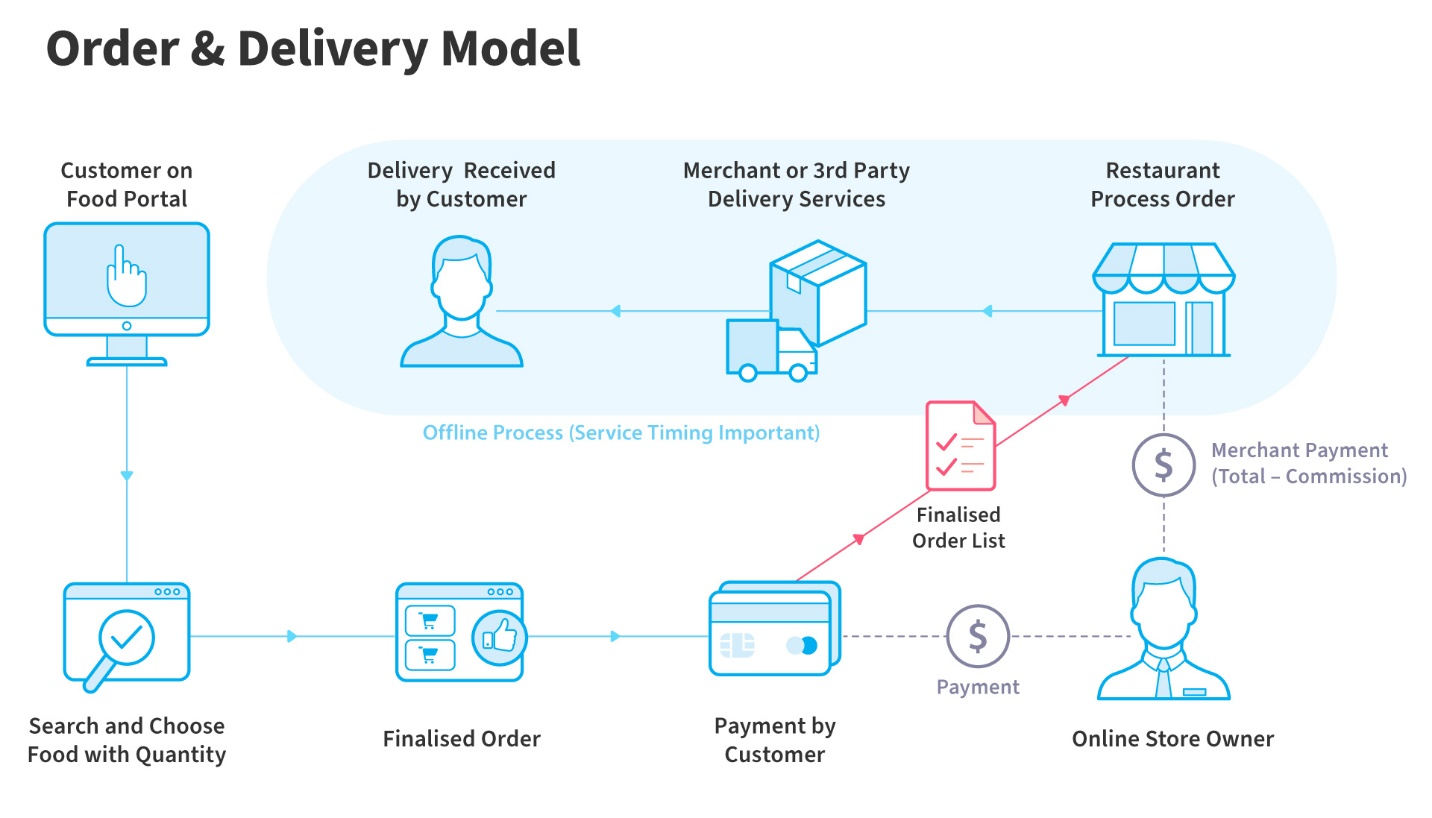 Order & Delivery Model
Customer on
Food Portal
Delivery  Received
by Customer
Merchant or 3rd Party
Delivery Services
Restaurant
Process Order
Offline Process (Service Timing Important)
$
Merchant Payment
(Total – Commission)
Finalised
Order List
$
Payment
Search and Choose
Food with Quantity
Finalised Order
Payment by
Customer
Online Store Owner